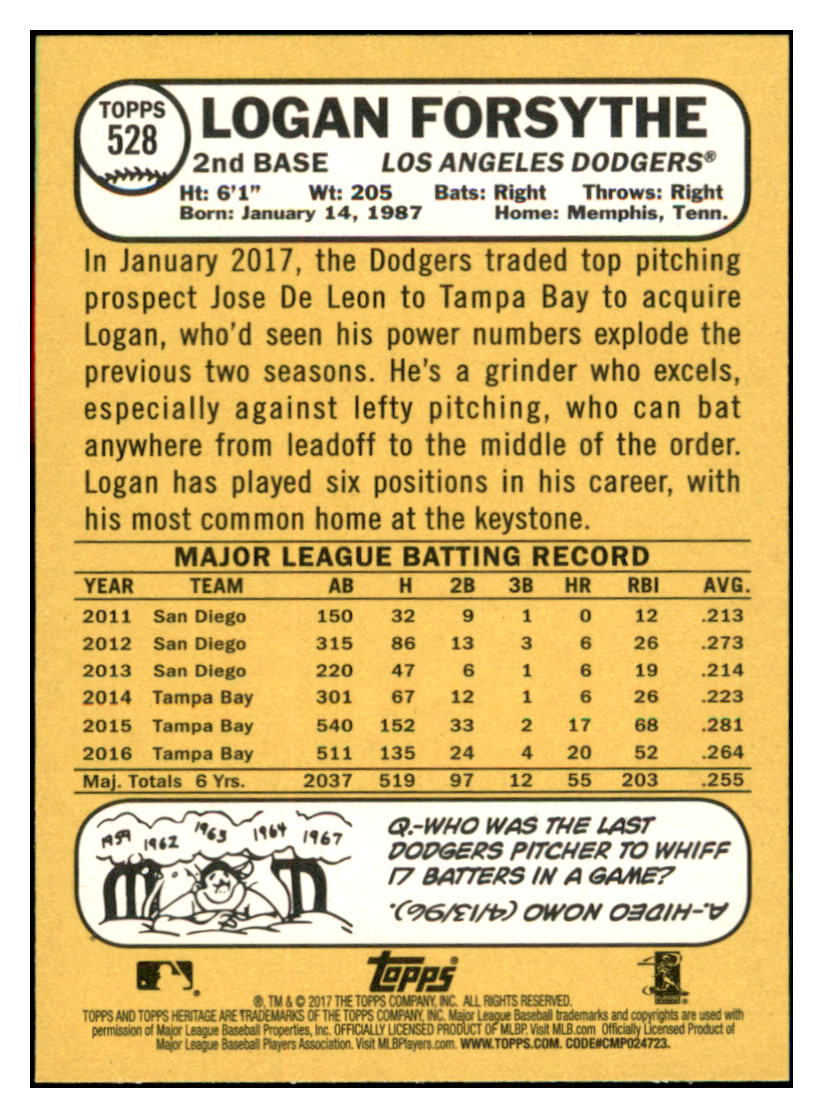 TOPPS
528
LOGAN FORSYTHE
2nd BASE LOS ANGELES DODGERS®
Ht: 6'1" Wt: 205 Bats: Right Throws: Right
Born: January 14, 1987 Home: Memphis, Tenn.
In January 2017, the Dodgers traded top pitching
prospect Jose De Leon to Tampa Bay to acquire
Logan, who'd seen his power numbers explode the
previous two seasons. He's a grinder who excels,
especially against lefty pitching, who can bat
anywhere from leadoff to the middle of the order.
Logan has played six positions in his career, with
his most common home at the keystone.
MAJOR LEAGUE BATTING RECORD
YEAR TEAM AB H 2B 3B HR RBI AVG.
2011 San Diego 150 32 9 1 0 12 .213
2012 San Diego 315 86 13 3 6 26 .273
2013 San Diego 220 47 6 1 6 19 .214
2014 Tampa Bay 301 67 12 1 6 26 .223
2015 Tampa Bay 540 152 33 2 17 68 .281
2016 Tampa Bay 511 135 24 4 20 52 .264
Maj. Totals 6 Yrs. 2037 519 97 12 55 203 .255
1959 1962 1963 1964 1967
Q.-WHO WAS THE LAST
DODGERS PITCHER TO WHIFF
17 BATTERS IN A GAME?
A.-HIDEO NOMO (4/13/96).
Topps
®, TM & © 2017 THE TOPPS COMPANY, INC. ALL RIGHTS RESERVED.
TOPPS AND TOPPS HERITAGE ARE TRADEMARKS OF THE TOPPS COMPANY, INC. Major League Baseball trademarks and copyrights are used with
permission of Major League Baseball Properties, Inc. OFFICIALLY LICENSED PRODUCT OF MLBP. Visit MLB.com Officially Licensed Product of
Major League Baseball Players Association. Visit MLBPlayers.com. WWW.TOPPS.COM. CODE#CMP024723.